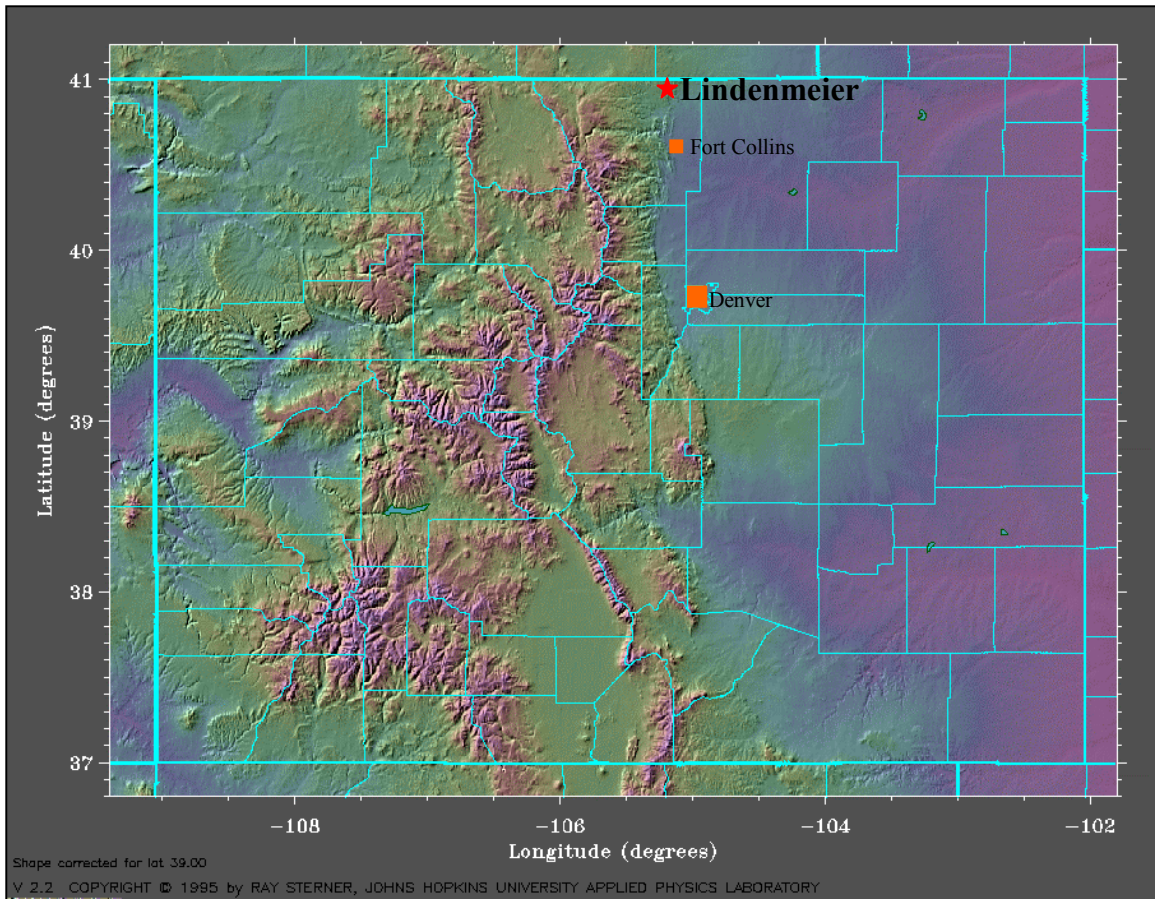 41
Lindenmeier
Fort Collins
40
Denver
Latitude (degrees)
39
38
37
-108
-106
-104
-102
Longitude (degrees)
Shape corrected for lat 39.00
V 2.2 COPYRIGHT © 1995 by RAY STERNER, JOHNS HOPKINS UNIVERSITY APPLIED PHYSICS LABORATORY